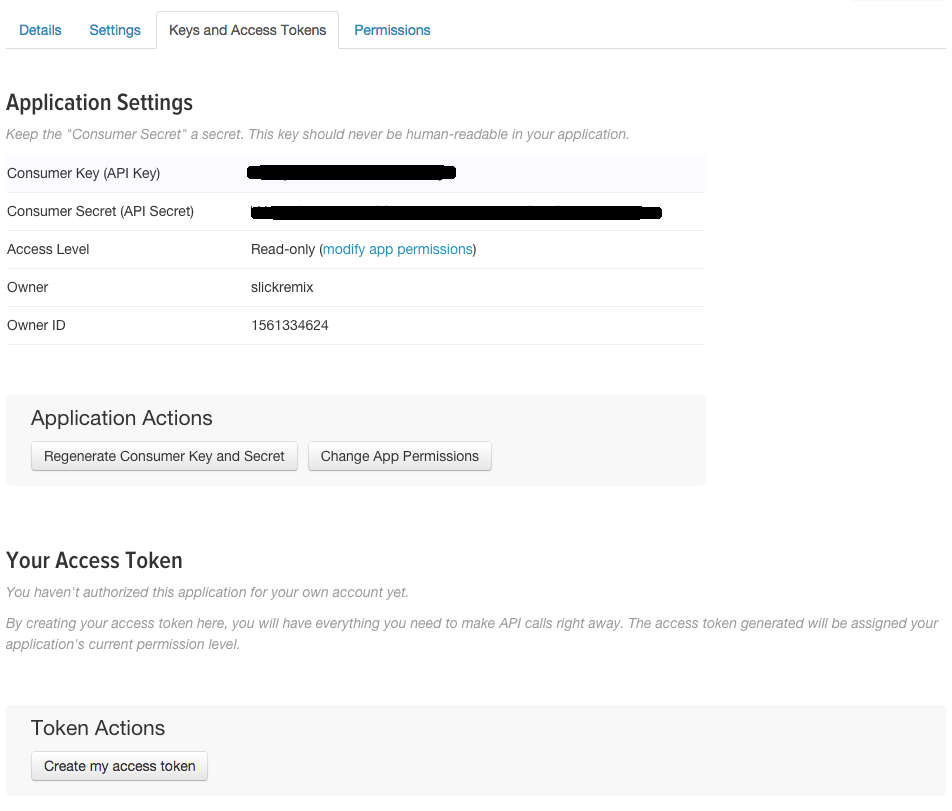 Details Settings Keys and Access Tokens Permissions
Application Settings
Keep the "Consumer Secret" a secret. This key should never be human-readable in your application.
Consumer Key (API Key)
Consumer Secret (API Secret)
Access Level Read-only (modify app permissions)
Owner slickremix
Owner ID 1561334624
Application Actions
Regenerate Consumer Key and Secret Change App Permissions
Your Access Token
You haven't authorized this application for your own account yet.
By creating your access token here, you will have everything you need to make API calls right away. The access token generated will be assigned your
application's current permission level.
Token Actions
Create my access token